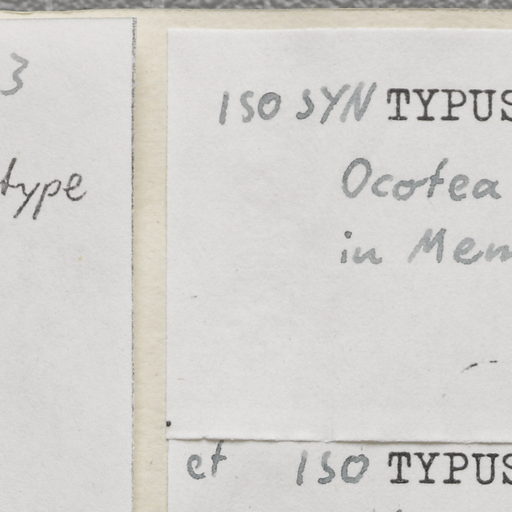 3
type
ISO SYN TYPUS
Ocotea
in Mem
et ISO TYPUS